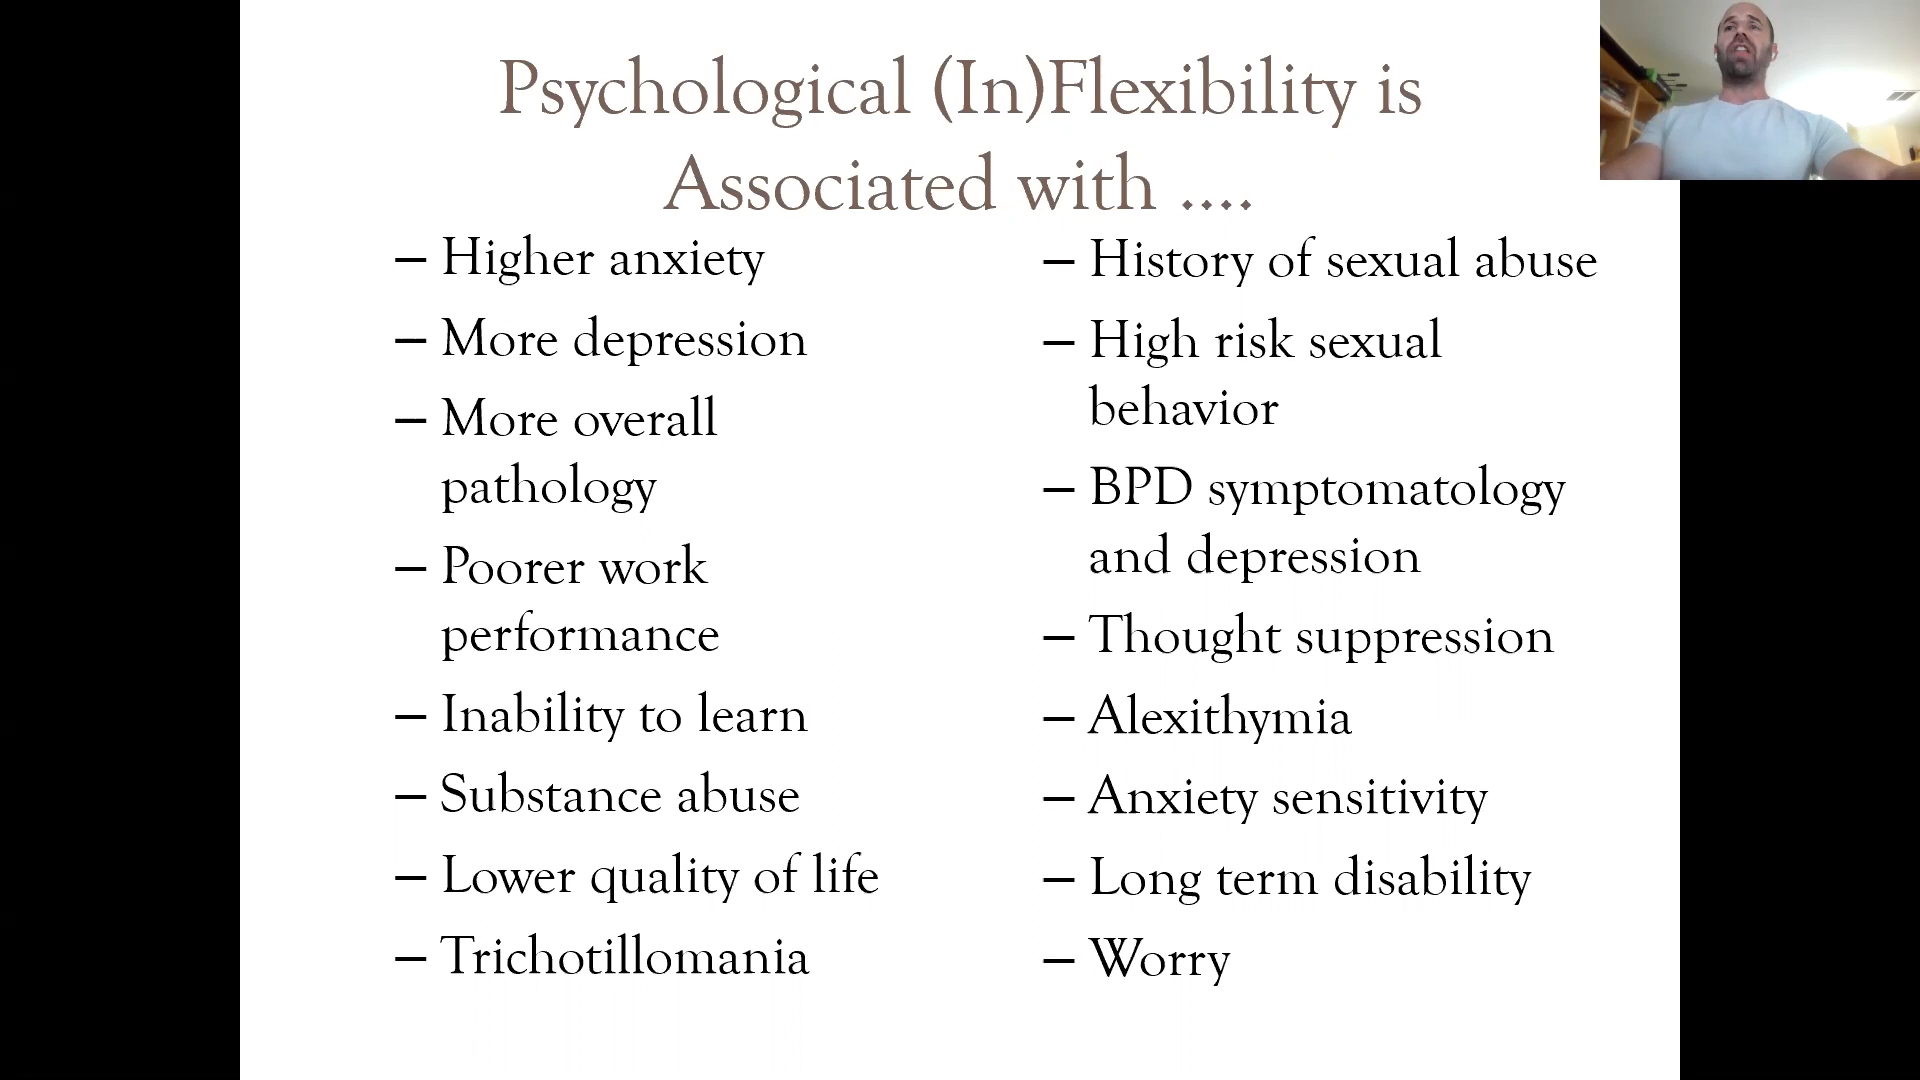 Psychological (In)Flexibility is
Associated with ....
– Higher anxiety
– More depression
– More overall
pathology
– Poorer work
performance
– Inability to learn
– Substance abuse
– Lower quality of life
– Trichotillomania
– History of sexual abuse
– High risk sexual
behavior
– BPD symptomatology
and depression
– Thought suppression
– Alexithymia
– Anxiety sensitivity
– Long term disability
– Worry